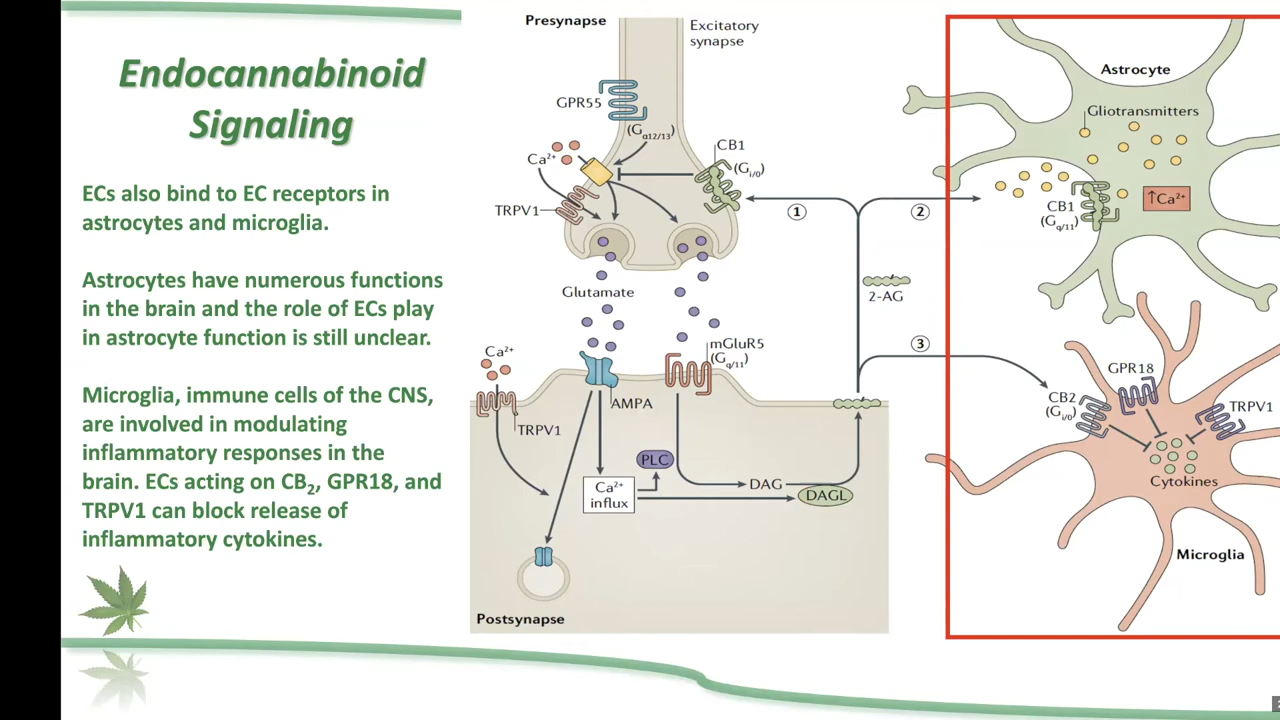 Endocannabinoid
Signaling
ECs also bind to EC receptors in
astrocytes and microglia.
Astrocytes have numerous functions
in the brain and the role of ECs play
in astrocyte function is still unclear.
Microglia, immune cells of the CNS,
are involved in modulating
inflammatory responses in the
brain. ECs acting on CB₂, GPR18, and
TRPV1 can block release of
inflammatory cytokines.
Presynapse
Excitatory
synapse
GPR55
(Gα12/13)
Ca²⁺
CB1
(Gi/0)
TRPV1
Glutamate
Ca²⁺
mGluR5
(Gq/11)
AMPA
TRPV1
PLC
Ca²⁺
influx
DAG
DAGL
Postsynapse
①
②
2-AG
③
Astrocyte
Gliotransmitters
CB1
(Gq/11)
↑Ca²⁺
GPR18
CB2
(Gi/0)
TRPV1
Cytokines
Microglia